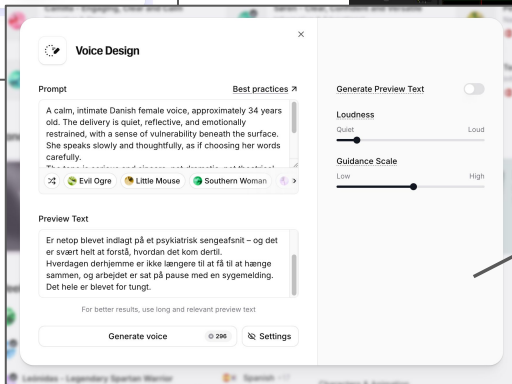 Voice Design
Prompt
Best practices
A calm, intimate Danish female voice, approximately 34 years
old. The delivery is quiet, reflective, and emotionally
restrained, with a sense of vulnerability beneath the surface.
She speaks slowly and thoughtfully, as if choosing her words
carefully.
Evil Ogre
Little Mouse
Southern Woman
Preview Text
Er netop blevet indlagt på et psykiatrisk sengeafsnit – og det
er svært helt at forstå, hvordan det kom dertil.
Hverdagen derhjemme er ikke længere til at få til at hænge
sammen, og arbejdet er sat på pause med en sygemelding.
Det hele er blevet for tungt.
For better results, use long and relevant preview text
Generate voice
296
Settings
Generate Preview Text
Loudness
Quiet
Loud
Guidance Scale
Low
High
Leonidas - Legendary Spartan Warrior
Spanish